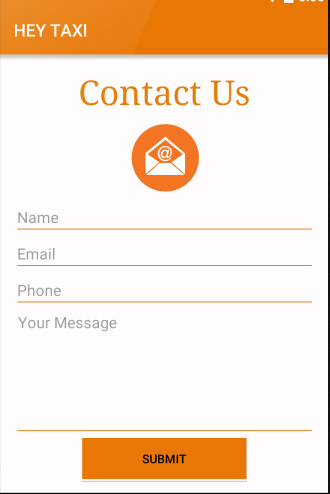 HEY TAXI
Contact Us
@
Name
Email
Phone
Your Message
SUBMIT